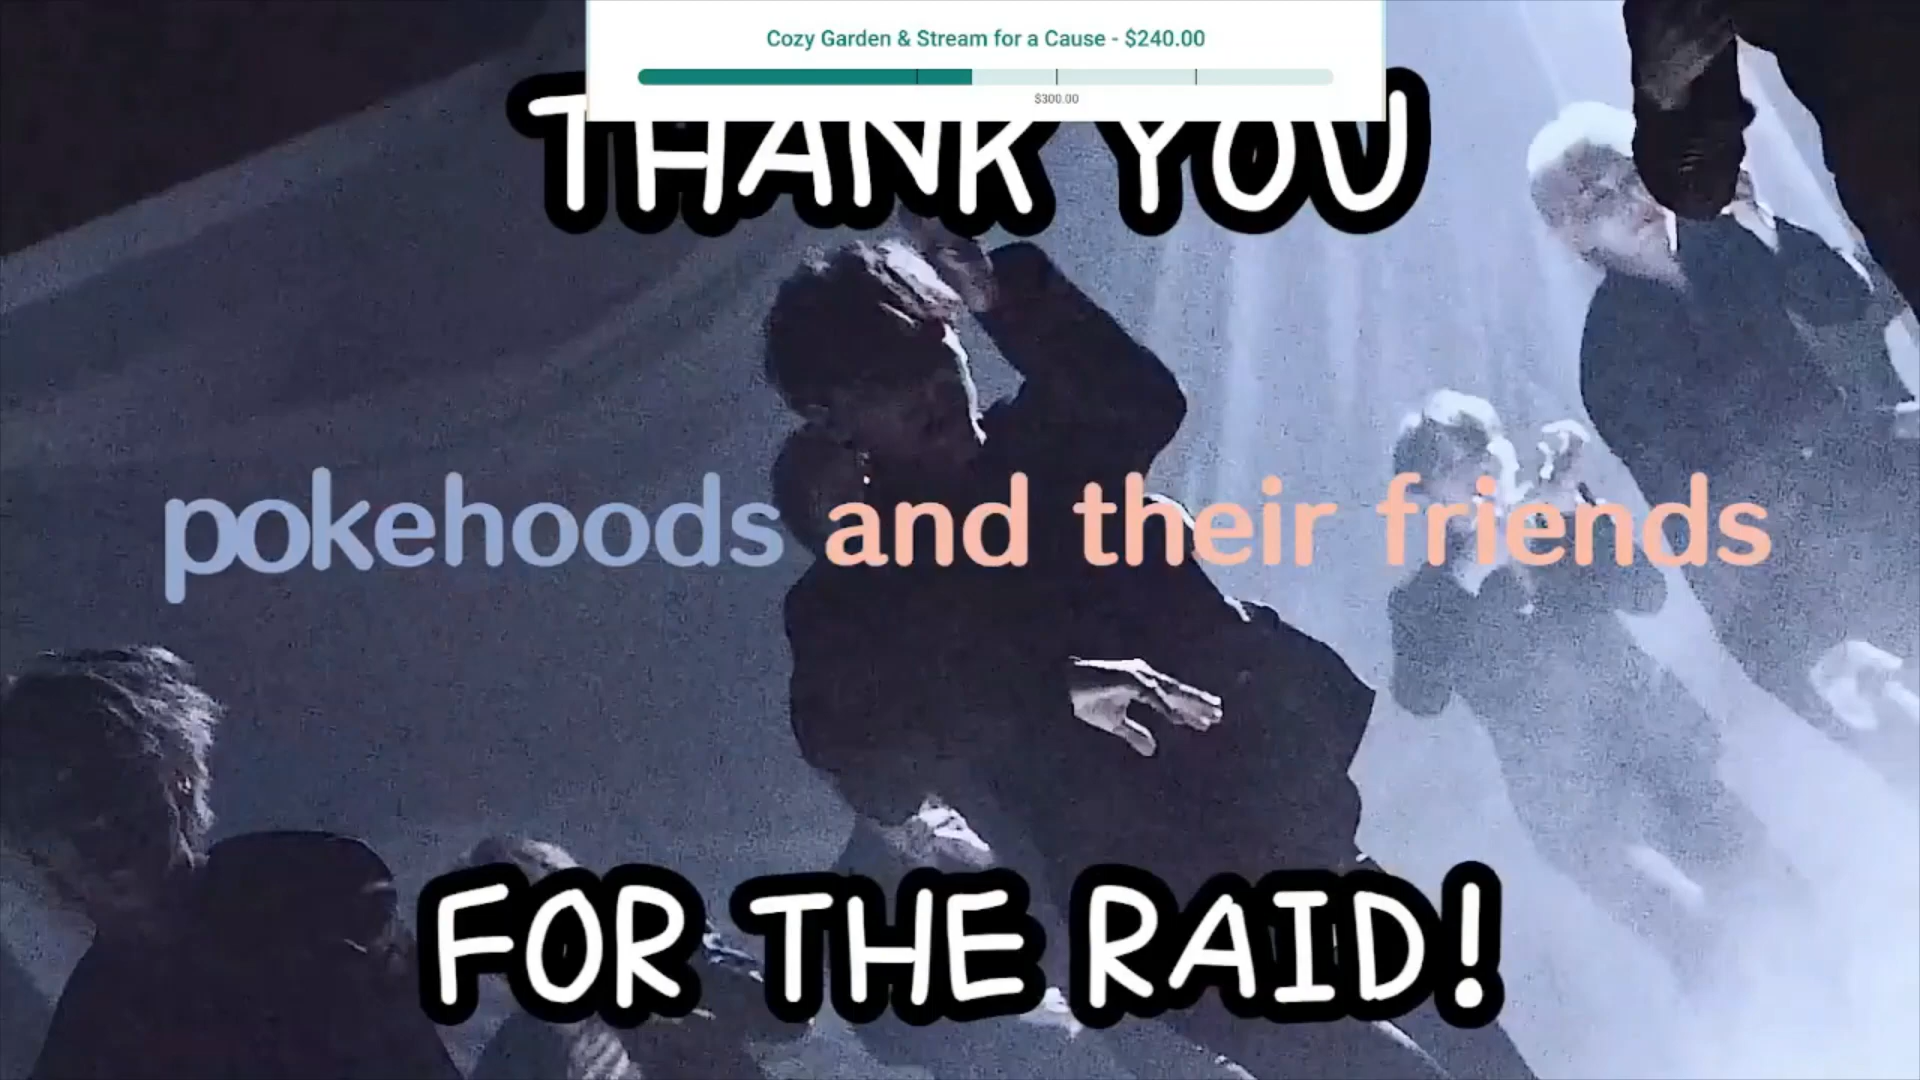 Cozy Garden & Stream for a Cause - $240.00
$300.00
THANK YOU
pokehoods and their friends
FOR THE RAID!